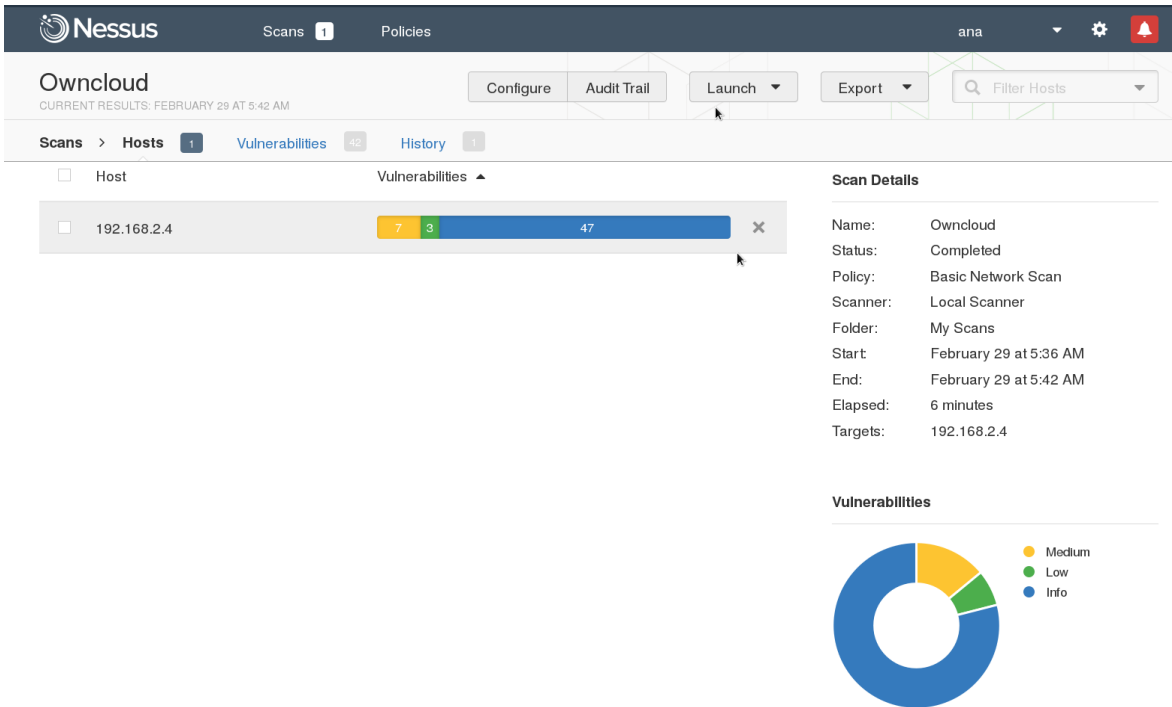 Nessus Scans 1 Policies ana
Owncloud Configure Audit Trail Launch Export Filter Hosts
CURRENT RESULTS: FEBRUARY 29 AT 5:42 AM
Scans > Hosts 1 Vulnerabilities 42 History 1
Host Vulnerabilities
192.168.2.4 7 3 47
Scan Details
Name: Owncloud
Status: Completed
Policy: Basic Network Scan
Scanner: Local Scanner
Folder: My Scans
Start: February 29 at 5:36 AM
End: February 29 at 5:42 AM
Elapsed: 6 minutes
Targets: 192.168.2.4
Vulnerabilities
Medium
Low
Info